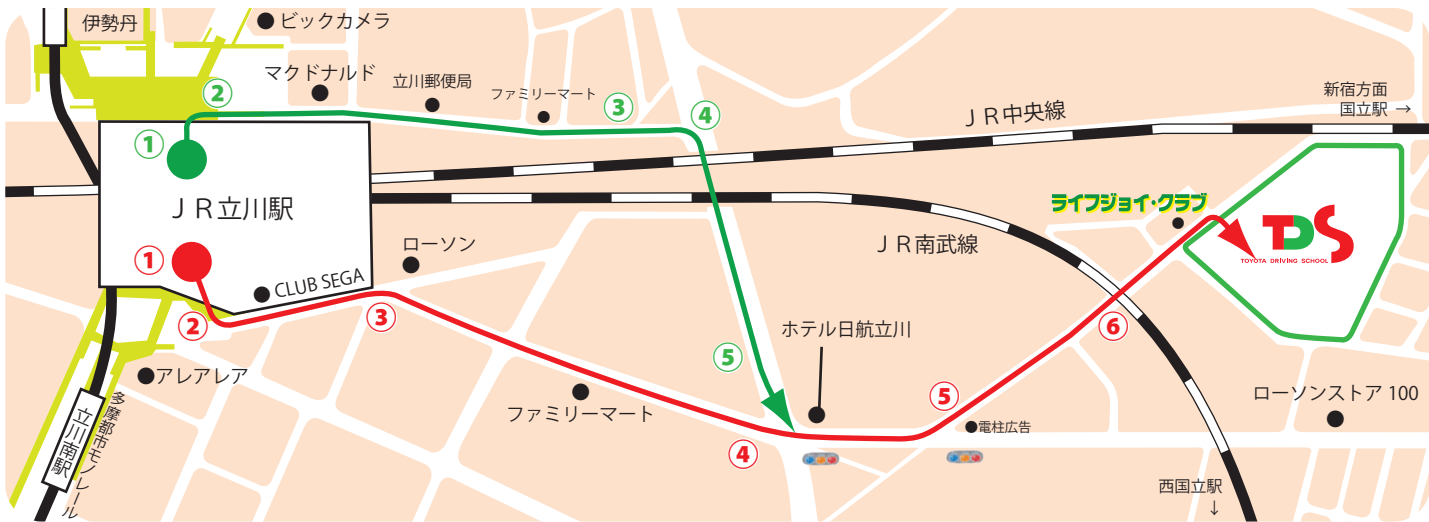 伊勢丹
ビックカメラ
マクドナルド
立川郵便局
ファミリーマート
②
③
④
①
ＪＲ中央線
新宿方面
国立駅 →
ＪＲ立川駅
ライフジョイ・クラブ
TDS
TOYOTA DRIVING SCHOOL
ＪＲ南武線
ローソン
①
CLUB SEGA
②
③
⑥
ホテル日航立川
⑤
アレアレア
ファミリーマート
⑤
電柱広告
ローソンストア 100
④
立川南駅
多摩都市モノレール
西国立駅
↓